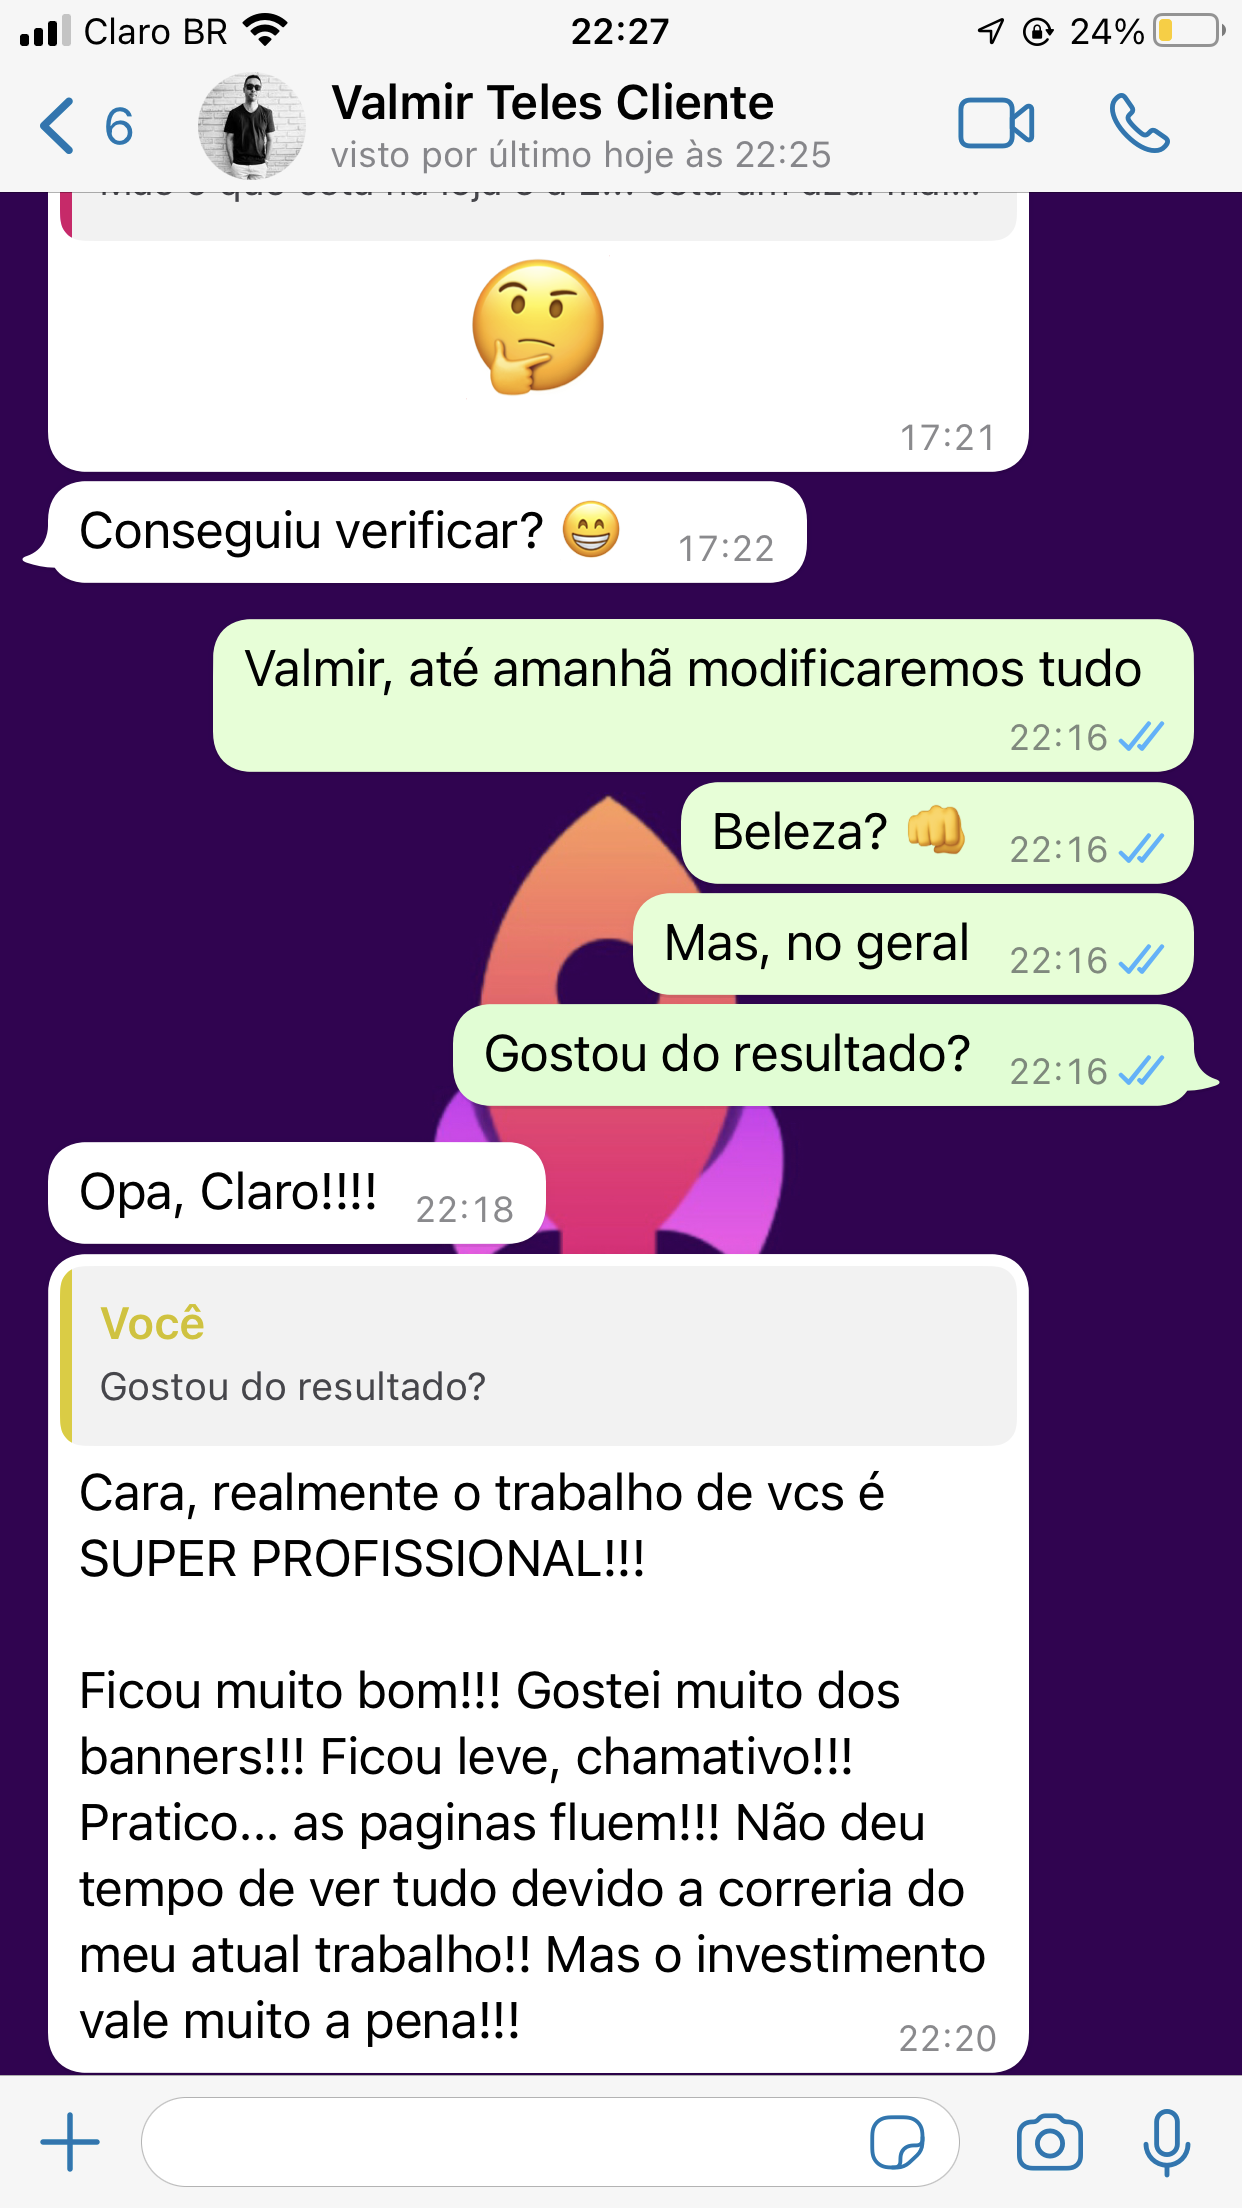 Claro BR
22:27
24%
6
Valmir Teles Cliente
visto por último hoje às 22:25
17:21
Conseguiu verificar? 😁
17:22
Valmir, até amanhã modificaremos tudo
22:16
Beleza? 👊
22:16
Mas, no geral
22:16
Gostou do resultado?
22:16
Opa, Claro!!!!
22:18
Você
Gostou do resultado?
Cara, realmente o trabalho de vcs é
SUPER PROFISSIONAL!!!
Ficou muito bom!!! Gostei muito dos
banners!!! Ficou leve, chamativo!!!
Pratico... as paginas fluem!!! Não deu
tempo de ver tudo devido a correria do
meu atual trabalho!! Mas o investimento
vale muito a pena!!!
22:20